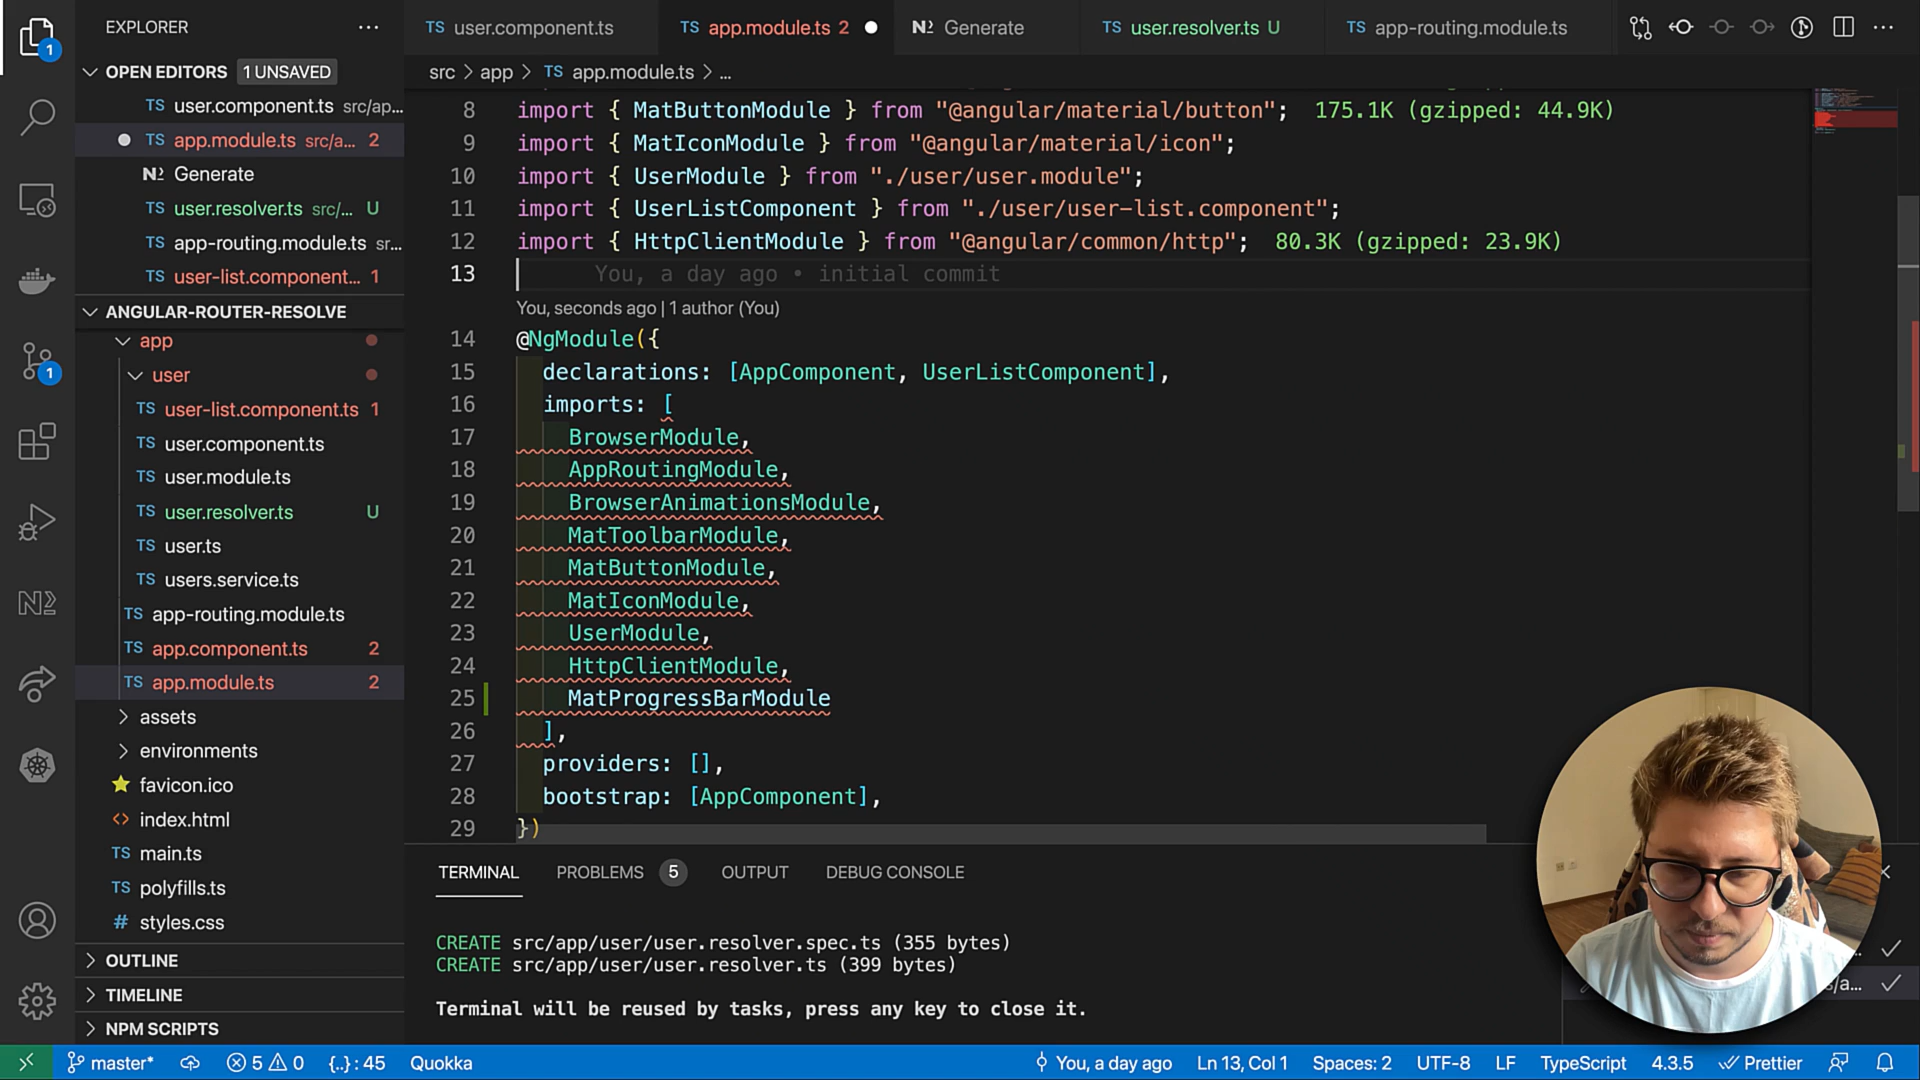 EXPLORER
OPEN EDITORS 1 UNSAVED
TS user.component.ts src/ap...
TS app.module.ts src/a... 2
Generate
TS user.resolver.ts src/... U
TS app-routing.module.ts sr...
TS user-list.component... 1
ANGULAR-ROUTER-RESOLVE
app
user
TS user-list.component.ts 1
TS user.component.ts
TS user.module.ts
TS user.resolver.ts U
TS user.ts
TS users.service.ts
TS app-routing.module.ts
TS app.component.ts 2
TS app.module.ts 2
assets
environments
favicon.ico
index.html
TS main.ts
TS polyfills.ts
# styles.css
OUTLINE
TIMELINE
NPM SCRIPTS
1
1
TS user.component.ts
TS app.module.ts 2
Generate
TS user.resolver.ts U
TS app-routing.module.ts
src > app > TS app.module.ts > ...
8 import { MatButtonModule } from "@angular/material/button"; 175.1K (gzipped: 44.9K)
9 import { MatIconModule } from "@angular/material/icon";
10 import { UserModule } from "./user/user.module";
11 import { UserListComponent } from "./user/user-list.component";
12 import { HttpClientModule } from "@angular/common/http"; 80.3K (gzipped: 23.9K)
13 You, a day ago • initial commit
You, seconds ago | 1 author (You)
14 @NgModule({
15 declarations: [AppComponent, UserListComponent],
16 imports: [
17 BrowserModule,
18 AppRoutingModule,
19 BrowserAnimationsModule,
20 MatToolbarModule,
21 MatButtonModule,
22 MatIconModule,
23 UserModule,
24 HttpClientModule,
25 MatProgressBarModule
26 ],
27 providers: [],
28 bootstrap: [AppComponent],
29 })
TERMINAL PROBLEMS 5 OUTPUT DEBUG CONSOLE
CREATE src/app/user/user.resolver.spec.ts (355 bytes)
CREATE src/app/user/user.resolver.ts (399 bytes)
Terminal will be reused by tasks, press any key to close it.
master* 5 0 {..}: 45 Quokka You, a day ago Ln 13, Col 1 Spaces: 2 UTF-8 LF TypeScript 4.3.5 Prettier